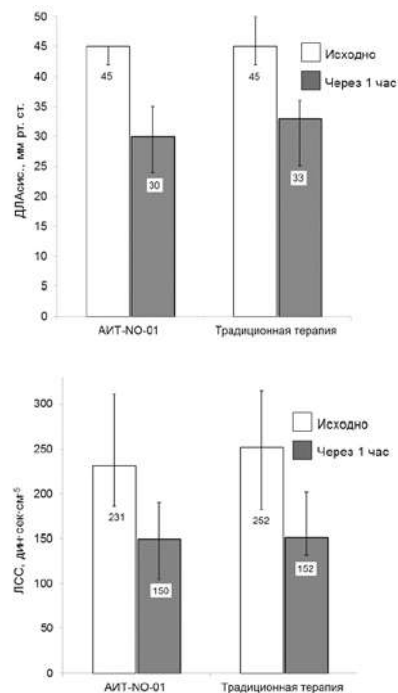 50
45
40
35
30
25
20
15
10
5
0
ДЛАсис., мм рт. ст.
45
30
45
33
Исходно
Через 1 час
АИТ-NO-01
Традиционная терапия
300
250
200
150
100
50
0
ЛСС, дин·сек·см⁻⁵
231
150
252
152
Исходно
Через 1 час
АИТ-NO-01
Традиционная терапия